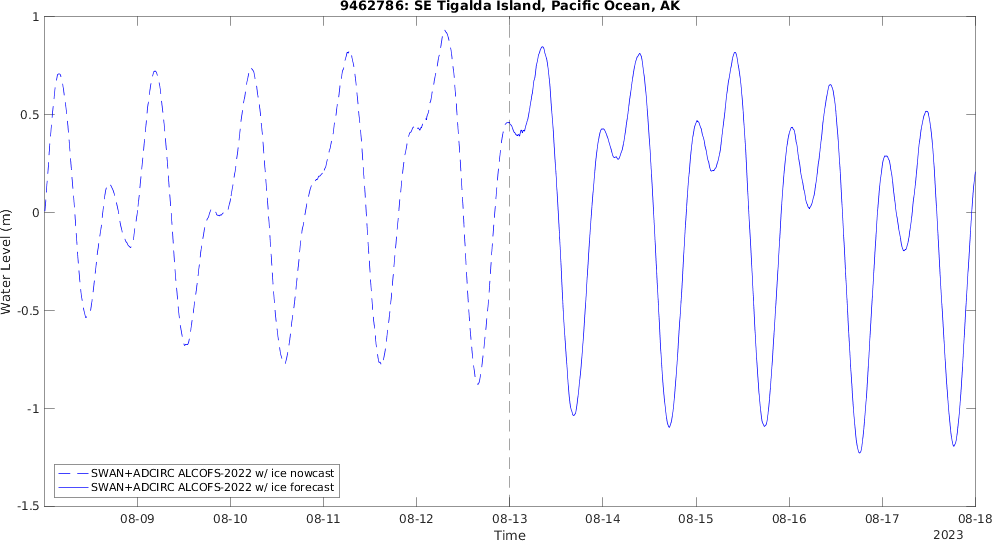 9462786: SE Tigalda Island, Pacific Ocean, AK
1
0.5
0
-0.5
-1
-1.5
Water Level (m)
SWAN+ADCIRC ALCOFS-2022 w/ ice nowcast
SWAN+ADCIRC ALCOFS-2022 w/ ice forecast
08-09 08-10 08-11 08-12 08-13 08-14 08-15 08-16 08-17 08-18
Time
2023